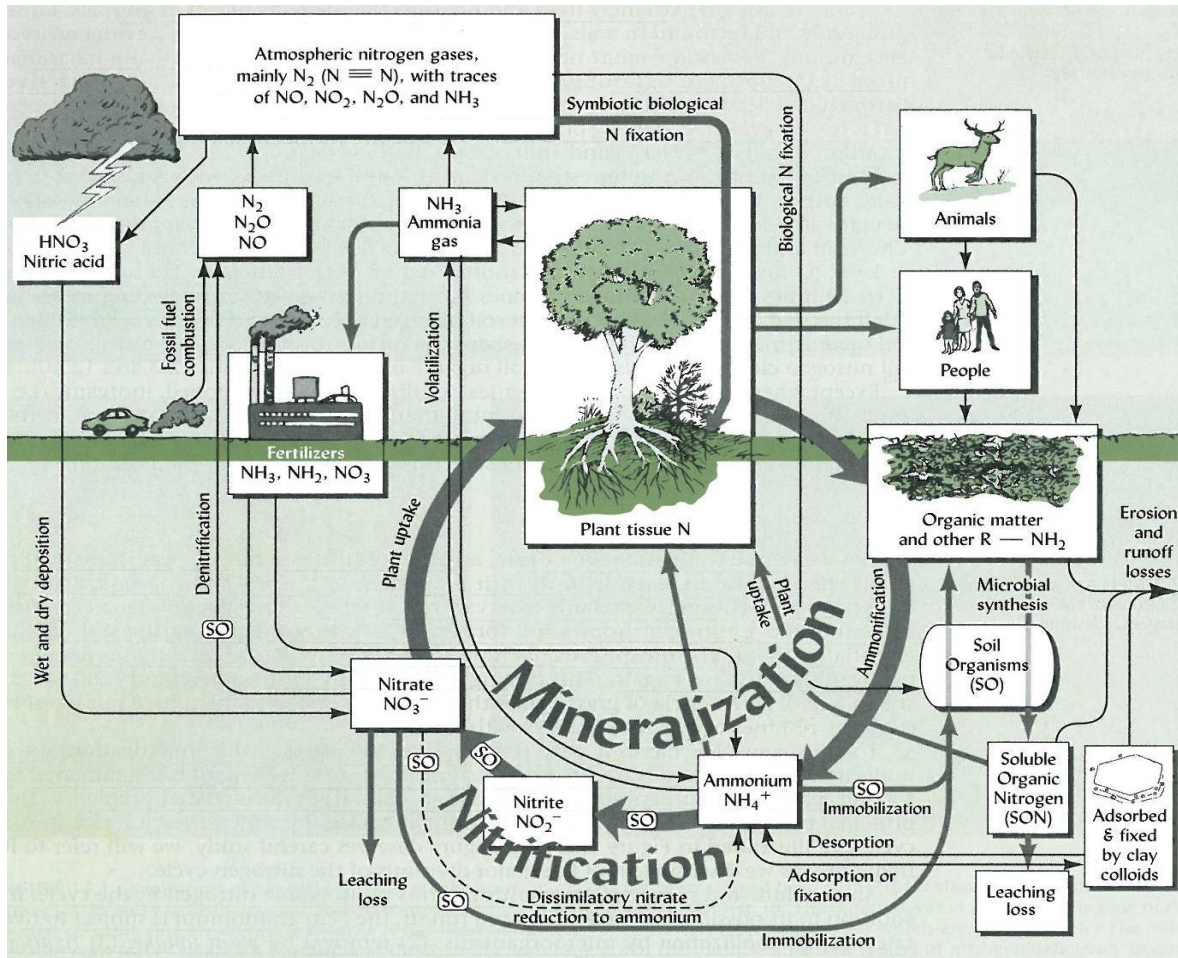 Atmospheric nitrogen gases,
mainly N₂ (N ≡ N), with traces
of NO, NO₂, N₂O, and NH₃
Symbiotic biological
N fixation
Biological N fixation
Animals
People
HNO₃
Nitric acid
N₂
N₂O
NO
NH₃
Ammonia
gas
Fossil fuel
combustion
Volatilization
Fertilizers
NH₃, NH₂, NO₃
Plant tissue N
Organic matter
and other R — NH₂
Erosion
and
runoff
losses
Wet and dry deposition
Denitrification
Plant uptake
Plant
uptake
Ammonification
Microbial
synthesis
Soil
Organisms
(SO)
SO
Nitrate
NO₃⁻
Mineralization
SO
SO
Nitrite
NO₂⁻
SO
Ammonium
NH₄⁺
SO
Immobilization
Soluble
Organic
Nitrogen
(SON)
Adsorbed
& fixed
by clay
colloids
Nitrification
Desorption
Adsorption or
fixation
Leaching
loss
Leaching
loss
SO
Dissimilatory nitrate
reduction to ammonium
Immobilization